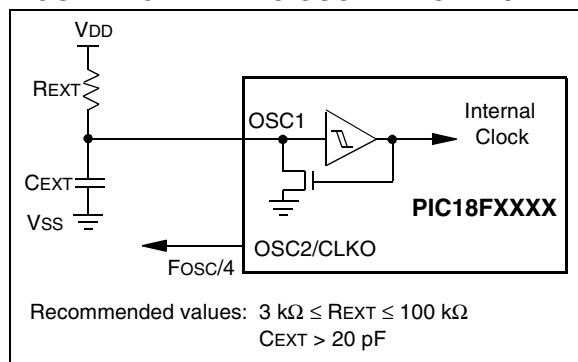 VDD
REXT
OSC1
Internal
Clock
CEXT
PIC18FXXXX
VSS
OSC2/CLKO
FOSC/4
Recommended values: 3 kΩ ≤ REXT ≤ 100 kΩ
CEXT > 20 pF